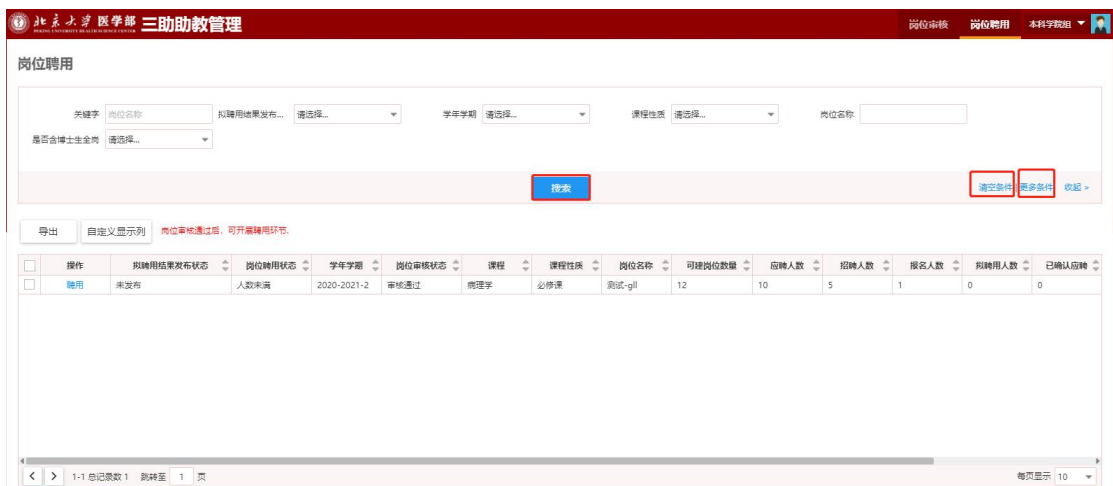 北京大学 医学部 三助助教管理 岗位审核 岗位聘用 本科学院组
PEKING UNIVERSITY HEALTH SCIENCE CENTER
岗位聘用
关键字 岗位名称 拟聘用结果发布... 请选择... 学年学期 请选择... 课程性质 请选择... 岗位名称
是否含博士生全岗 请选择...
搜索 清空条件 | 更多条件 收起 »
导出 自定义显示列 岗位审核通过后, 可开展聘用环节.
操作 拟聘用结果发布状态 岗位聘用状态 学年学期 岗位审核状态 课程 课程性质 岗位名称 可建岗位数量 应聘人数 招聘人数 报名人数 拟聘用人数 已确认应聘
聘用 未发布 人数未满 2020-2021-2 审核通过 病理学 必修课 测试-gll 12 10 5 1 0 0
1-1 总记录数 1 跳转至 1 页 每页显示 10